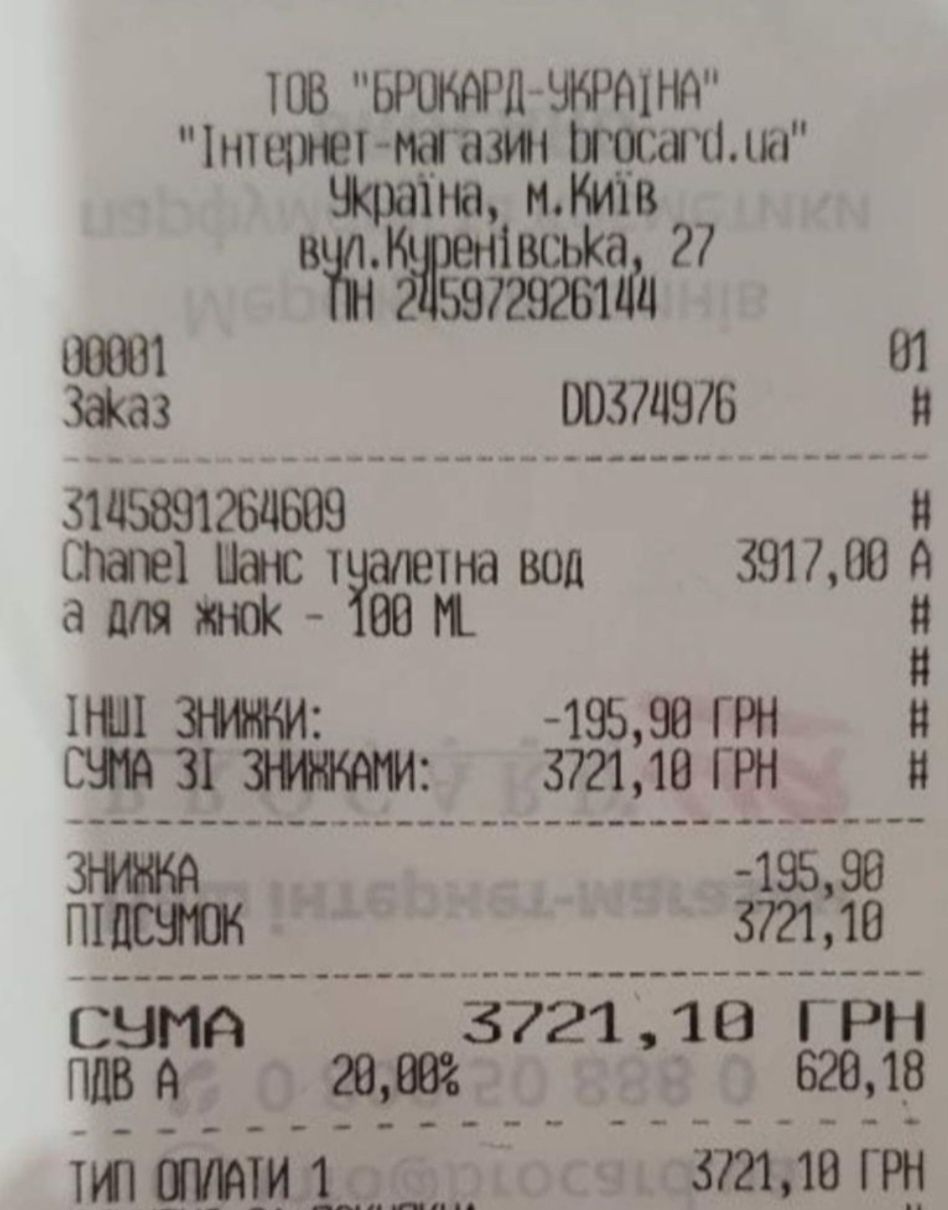 ТОВ "БРОКАРД-УКРАЇНА"
"Інтернет-магазин brocard.ua"
Україна, м.Київ
вул.Куренівська, 27
ПН 245972926144
00001 01
Заказ DD374976 #
3145891264609 #
Chanel Шанс туалетна вод 3917,00 А
а для жнок - 100 ML #
#
ІНШІ ЗНИЖКИ: -195,90 ГРН #
СУМА ЗІ ЗНИЖКАМИ: 3721,10 ГРН #
ЗНИЖКА -195,90
ПІДСУМОК 3721,10
СУМА 3721,10 ГРН
ПДВ А 20,00% 620,18
ТИП ОПЛАТИ 1 3721,10 ГРН